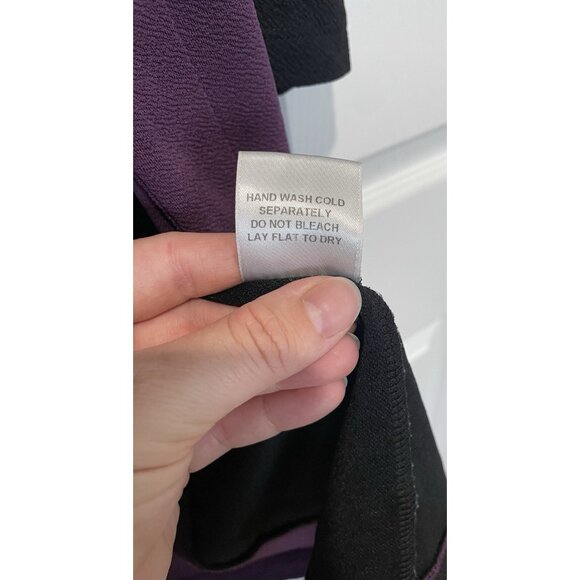 HAND WASH COLD
SEPARATELY
DO NOT BLEACH
LAY FLAT TO DRY